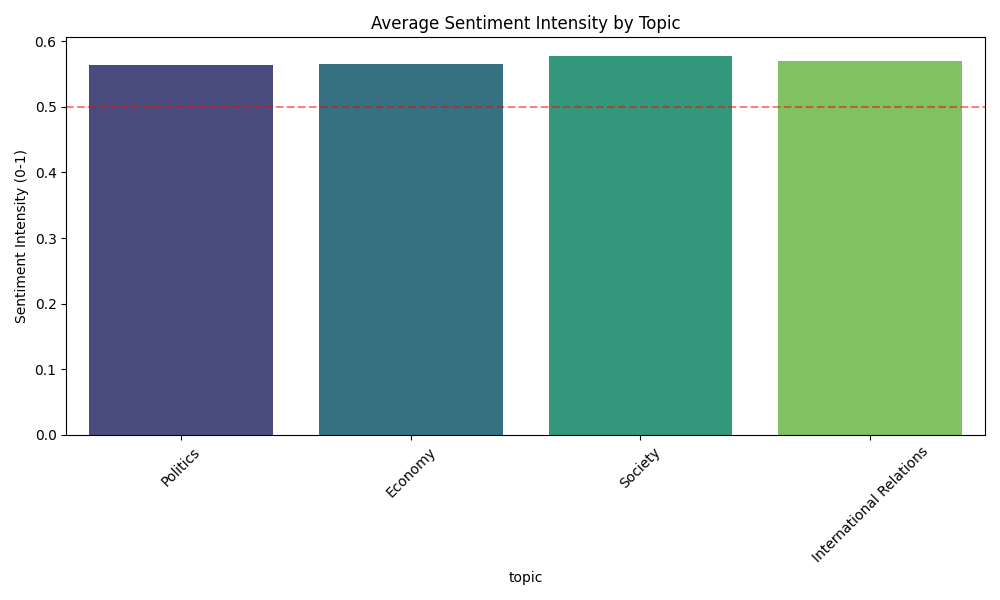 Average Sentiment Intensity by Topic
Sentiment Intensity (0-1)
0.6
0.5
0.4
0.3
0.2
0.1
0.0
Politics
Economy
Society
International Relations
topic